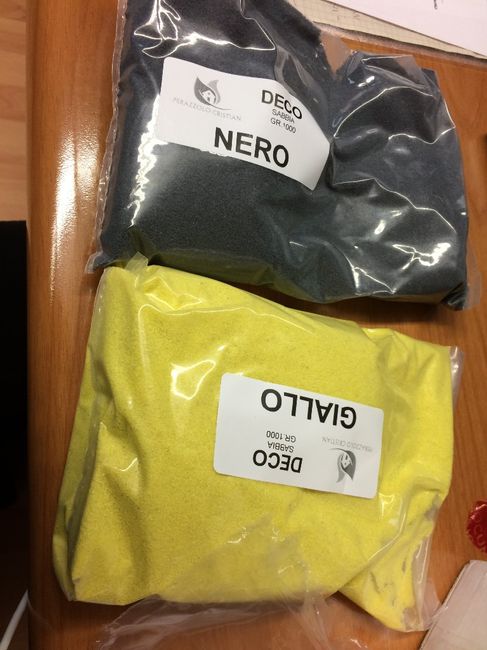 PERAZZOLO CRISTIAN
DECO
SABBIA
GR.1000
NERO
DECO
SABBIA
GR.1000
PERAZZOLO CRISTIAN
GIALLO